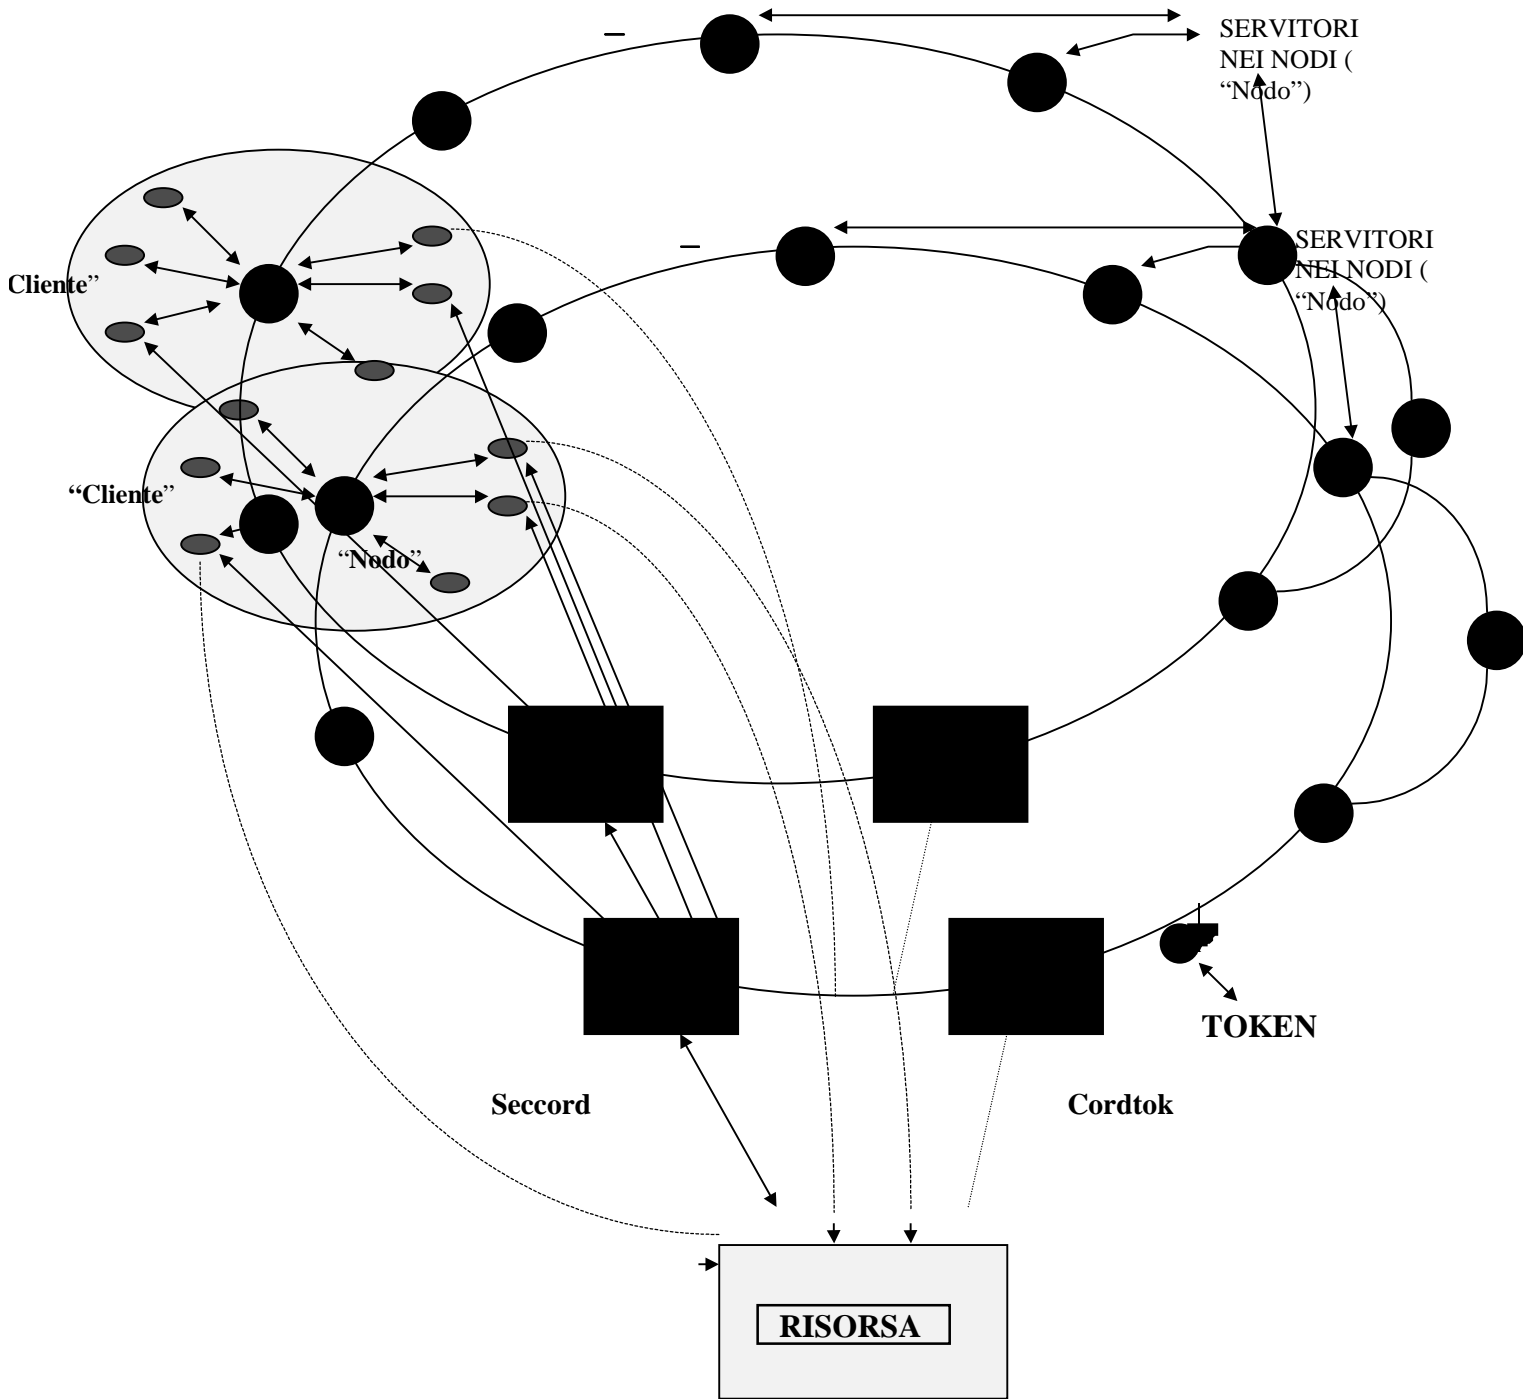 SERVITORI
NEI NODI (
“Nodo”)
SERVITORI
NEI NODI (
“Nodo”)
Cliente”
“Cliente”
“Nodo”
TOKEN
Seccord
Cordtok
RISORSA